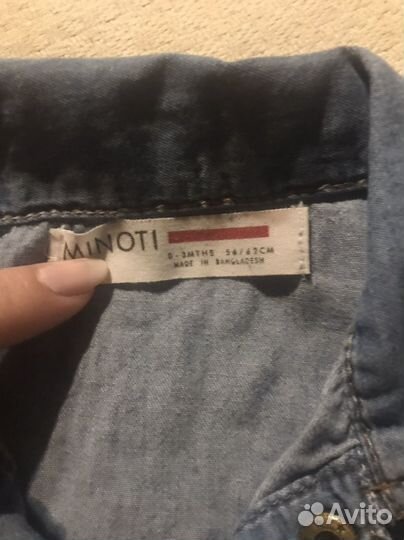 MINOTI
0-3MTHS 56/62CM
MADE IN BANGLADESH
Avito